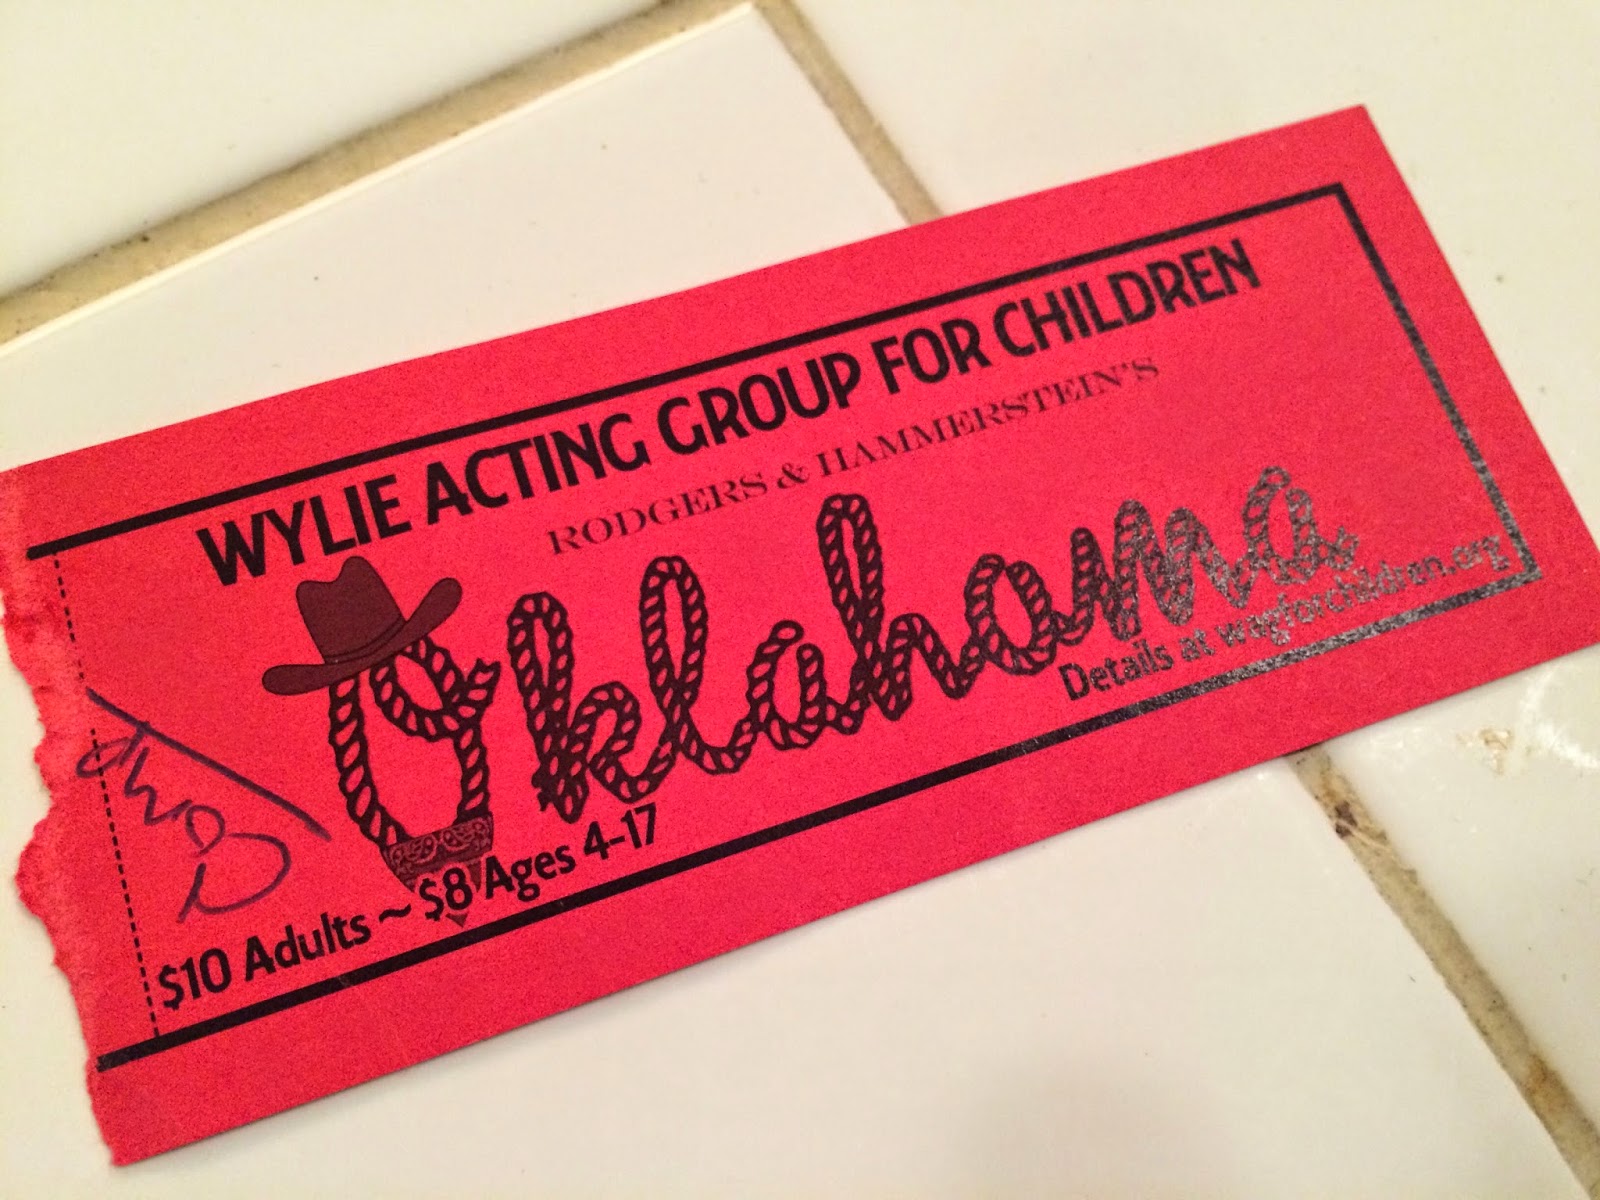 WYLIE ACTING GROUP FOR CHILDREN
RODGERS & HAMMERSTEIN'S
Oklahoma
Details at wagforchildren.org
$10 Adults ~ $8 Ages 4-17